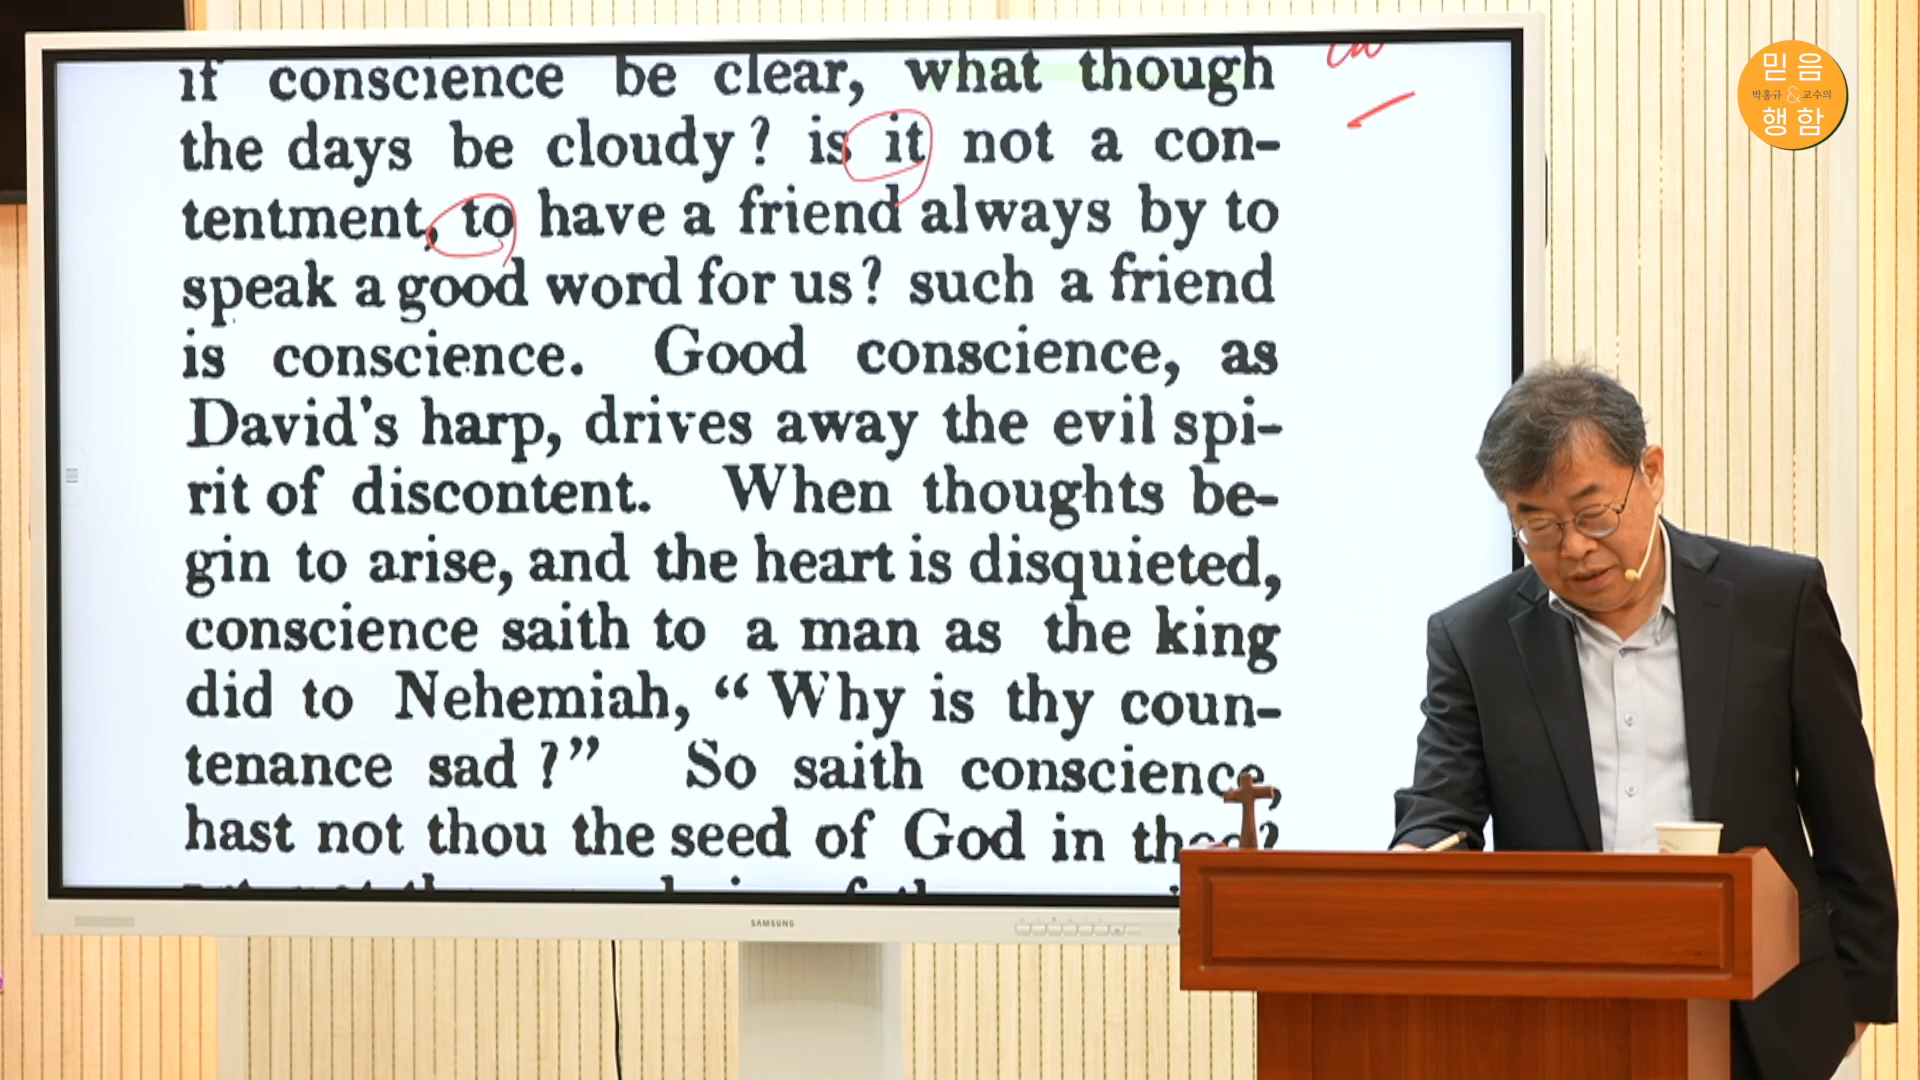 if conscience be clear, what though
the days be cloudy? is it not a con-
tentment, to have a friend always by to
speak a good word for us? such a friend
is conscience. Good conscience, as
David's harp, drives away the evil spi-
rit of discontent. When thoughts be-
gin to arise, and the heart is disquieted,
conscience saith to a man as the king
did to Nehemiah, “Why is thy coun-
tenance sad?” So saith conscience,
hast not thou the seed of God in thee?
SAMSUNG
믿음
박홍규 & 교수의
행함